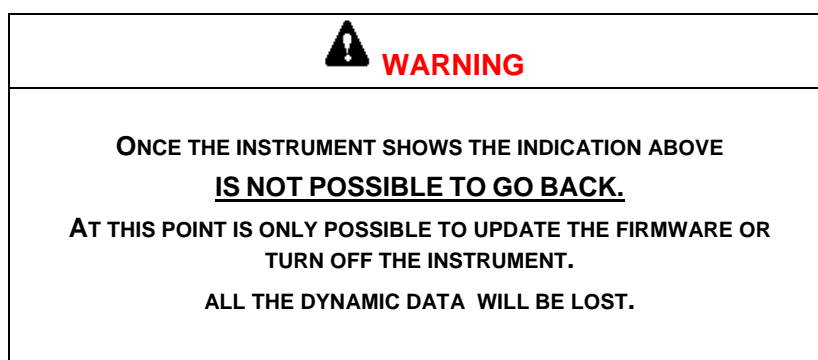 WARNING
ONCE THE INSTRUMENT SHOWS THE INDICATION ABOVE
IS NOT POSSIBLE TO GO BACK.
AT THIS POINT IS ONLY POSSIBLE TO UPDATE THE FIRMWARE OR
TURN OFF THE INSTRUMENT.
ALL THE DYNAMIC DATA WILL BE LOST.